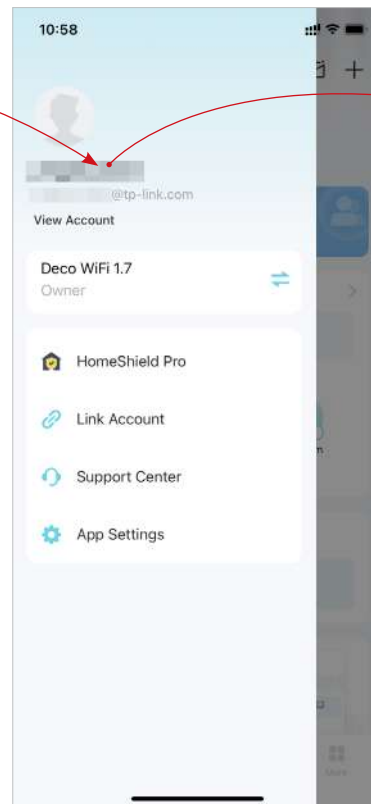 10:58
@tp-link.com
View Account
Deco WiFi 1.7
Owner
HomeShield Pro
Link Account
Support Center
App Settings
More